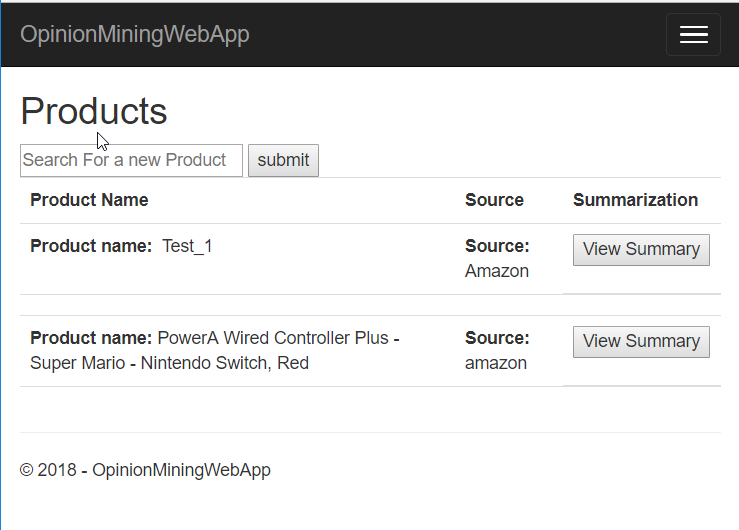 OpinionMiningWebApp
Products
Search For a new Product submit
Product Name Source Summarization
Product name: Test_1 Source: View Summary
Amazon
Product name: PowerA Wired Controller Plus - Source: View Summary
Super Mario - Nintendo Switch, Red amazon
© 2018 - OpinionMiningWebApp